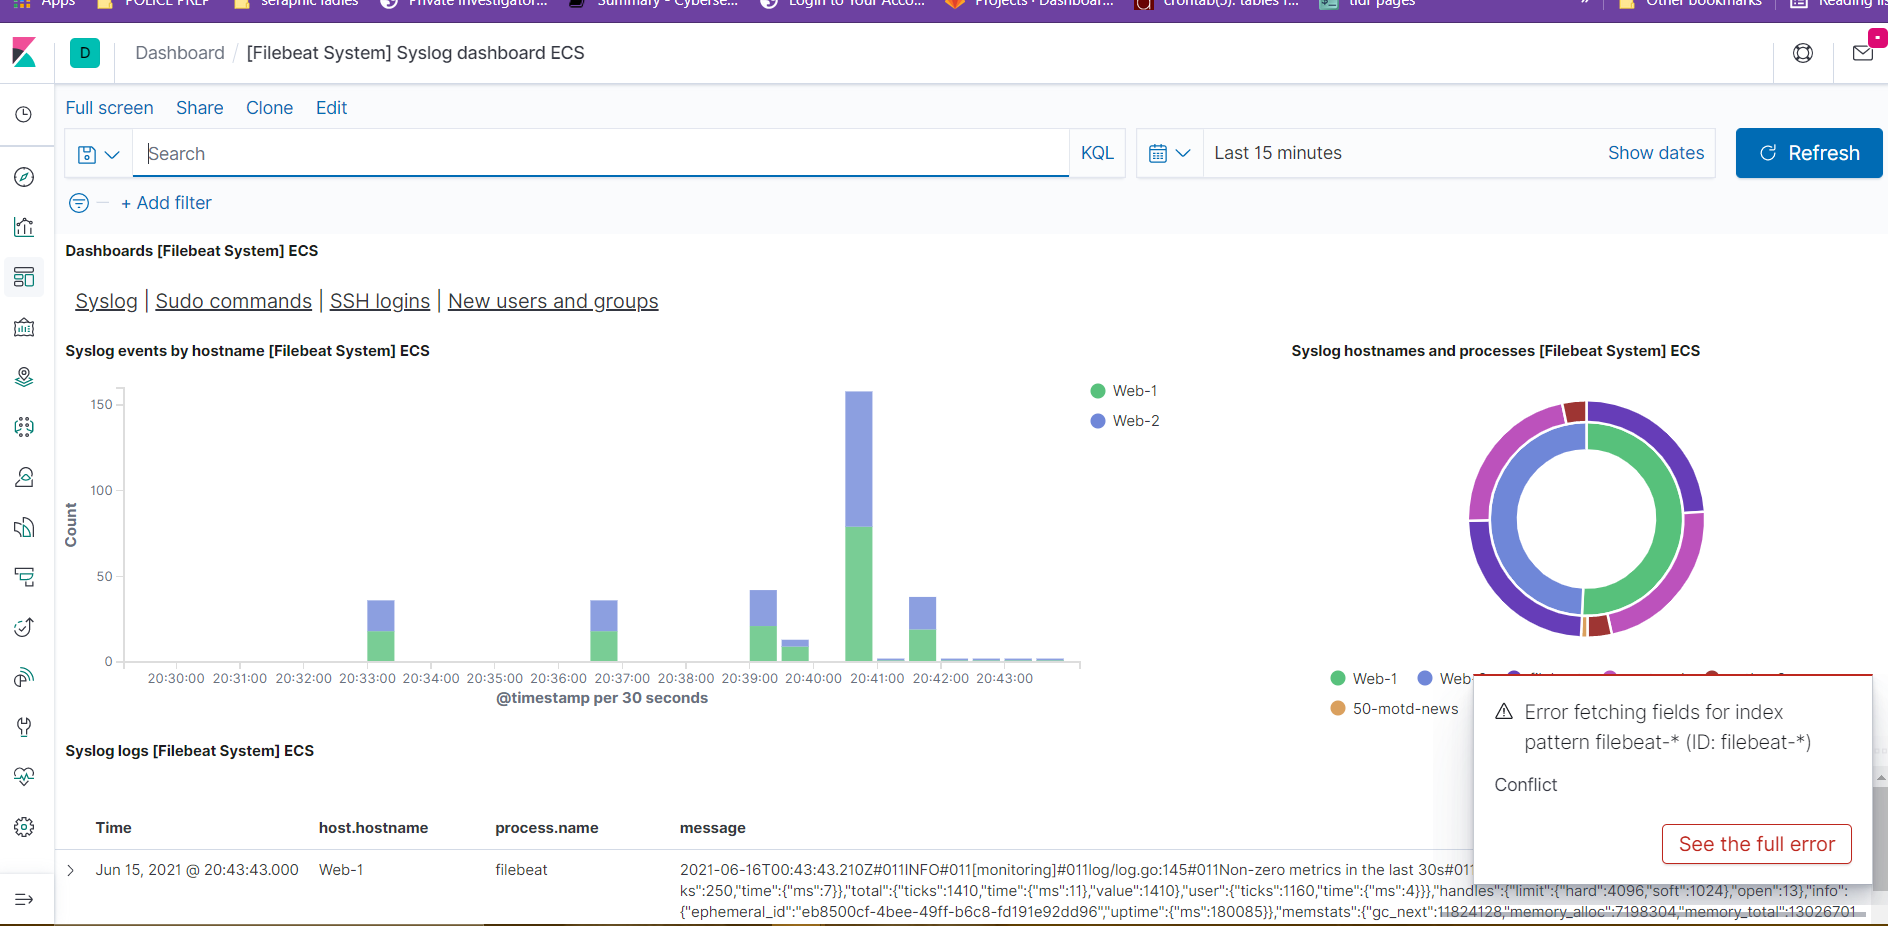 Apps POLICE PREP seraphic ladies Private Investigator... Summary - Cyberse... Login to Your Acco... Projects · Dashboar... crontab(5): tables f... tldr pages » Other bookmarks Reading lis
D Dashboard / [Filebeat System] Syslog dashboard ECS
Full screen Share Clone Edit
Search KQL Last 15 minutes Show dates Refresh
+ Add filter
Dashboards [Filebeat System] ECS
Syslog | Sudo commands | SSH logins | New users and groups
Syslog events by hostname [Filebeat System] ECS
150
100
50
0
Count
20:30:00 20:31:00 20:32:00 20:33:00 20:34:00 20:35:00 20:36:00 20:37:00 20:38:00 20:39:00 20:40:00 20:41:00 20:42:00 20:43:00
@timestamp per 30 seconds
Web-1
Web-2
Syslog hostnames and processes [Filebeat System] ECS
Web-1 Web-
50-motd-news
Error fetching fields for index
pattern filebeat-* (ID: filebeat-*)
Conflict
See the full error
Syslog logs [Filebeat System] ECS
Time host.hostname process.name message
Jun 15, 2021 @ 20:43:43.000 Web-1 filebeat 2021-06-16T00:43:43.210Z#011INFO#011[monitoring]#011log/log.go:145#011Non-zero metrics in the last 30s#011
ks":250,"time":{"ms":7}},"total":{"ticks":1410,"time":{"ms":11},"value":1410},"user":{"ticks":1160,"time":{"ms":4}}},"handles":{"limit":{"hard":4096,"soft":1024},"open":13},"info":
{"ephemeral_id":"eb8500cf-4bee-49ff-b6c8-fd191e92dd96","uptime":{"ms":180085}},"memstats":{"gc_next":11824128,"memory_alloc":7198304,"memory_total":13026701